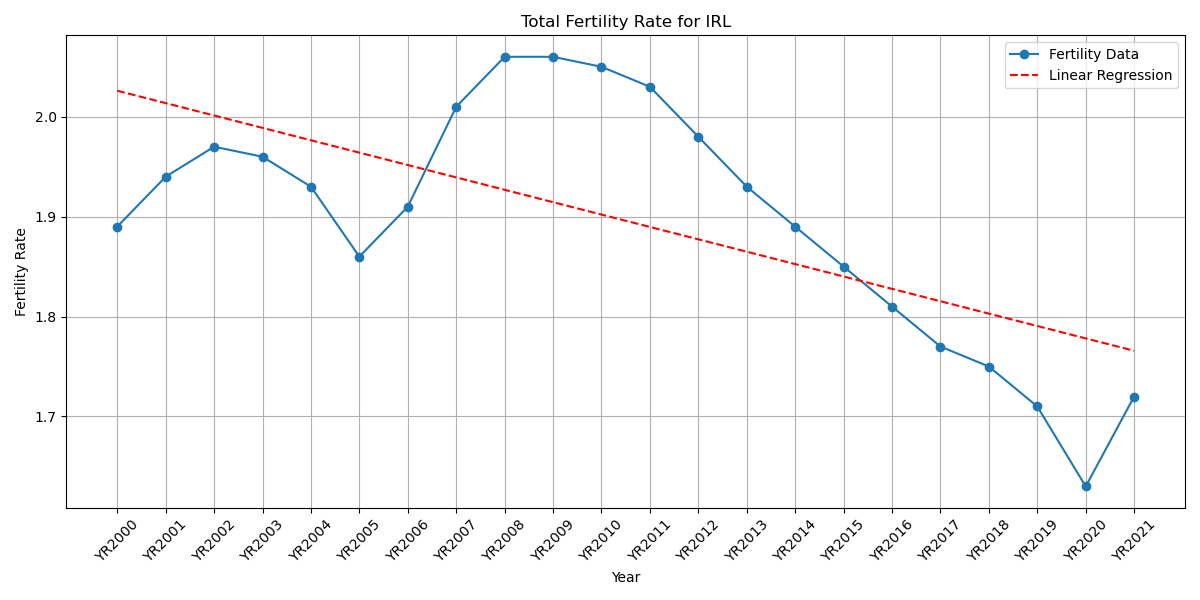 Total Fertility Rate for IRL
Fertility Data
Linear Regression
Fertility Rate
2.0
1.9
1.8
1.7
YR2000
YR2001
YR2002
YR2003
YR2004
YR2005
YR2006
YR2007
YR2008
YR2009
YR2010
YR2011
YR2012
YR2013
YR2014
YR2015
YR2016
YR2017
YR2018
YR2019
YR2020
YR2021
Year